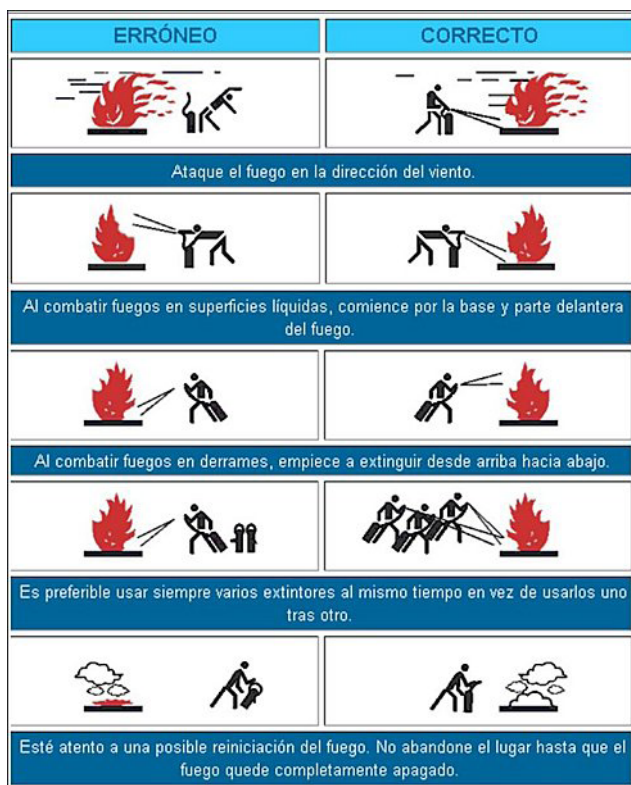 ERRÓNEO
CORRECTO
Ataque el fuego en la dirección del viento.
Al combatir fuegos en superficies líquidas, comience por la base y parte delantera
del fuego.
Al combatir fuegos en derrames, empiece a extinguir desde arriba hacia abajo.
Es preferible usar siempre varios extintores al mismo tiempo en vez de usarlos uno
tras otro.
Esté atento a una posible reiniciación del fuego. No abandone el lugar hasta que el
fuego quede completamente apagado.